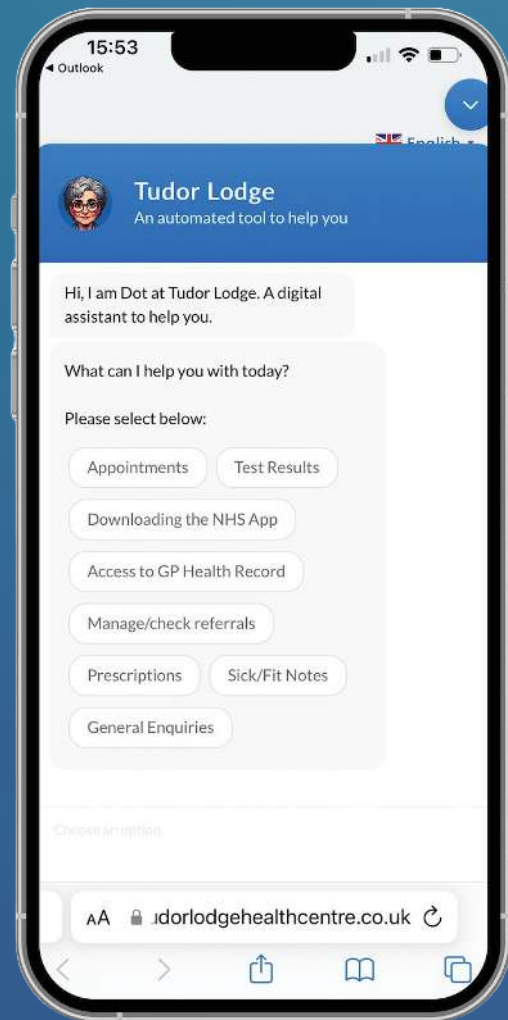 15:53
◄ Outlook
English
Tudor Lodge
An automated tool to help you
Hi, I am Dot at Tudor Lodge. A digital
assistant to help you.
What can I help you with today?
Please select below:
Appointments
Test Results
Downloading the NHS App
Access to GP Health Record
Manage/check referrals
Prescriptions
Sick/Fit Notes
General Enquiries
Choose an option
AA
dorlodgehealthcentre.co.uk